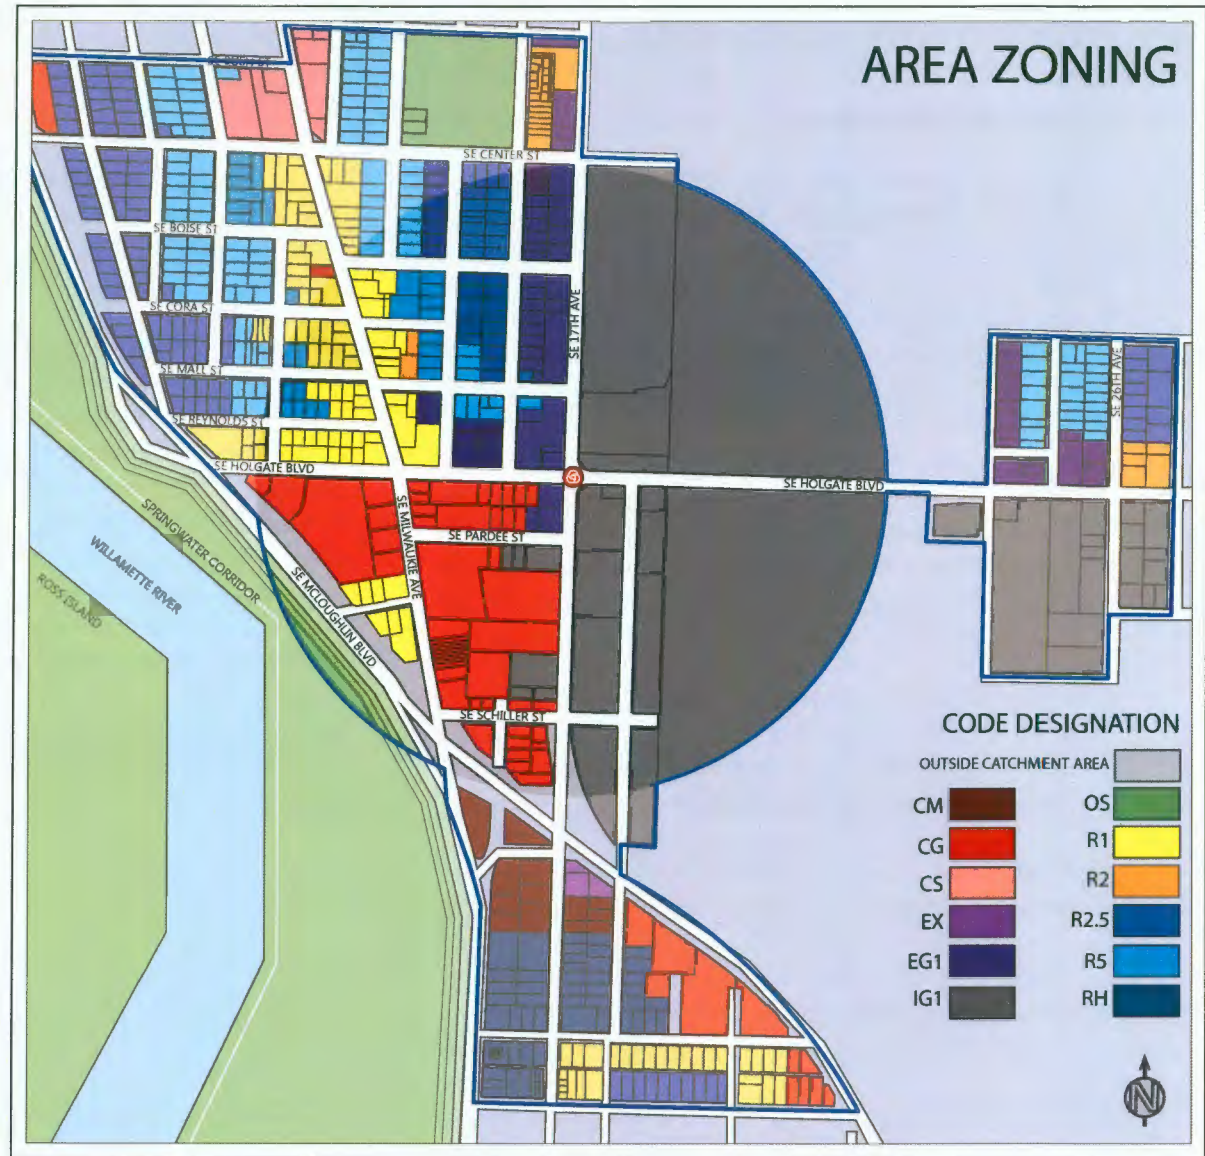 AREA ZONING
SE CENTER ST
SE BOISE ST
SE CORA ST
SE 17TH AVE
SE MALL ST
SE 26TH AVE
SE REYNOLDS ST
SE HOLGATE BLVD
SE HOLGATE BLVD
SE MILWAUKIE AVE
SE PARDEE ST
SPRINGWATER CORRIDOR
WILLAMETTE RIVER
ROSS ISLAND
SE MCLOUGHLIN BLVD
SE SCHILLER ST
CODE DESIGNATION
OUTSIDE CATCHMENT AREA
CM
CG
CS
EX
EG1
IG1
OS
R1
R2
R2.5
R5
RH
N